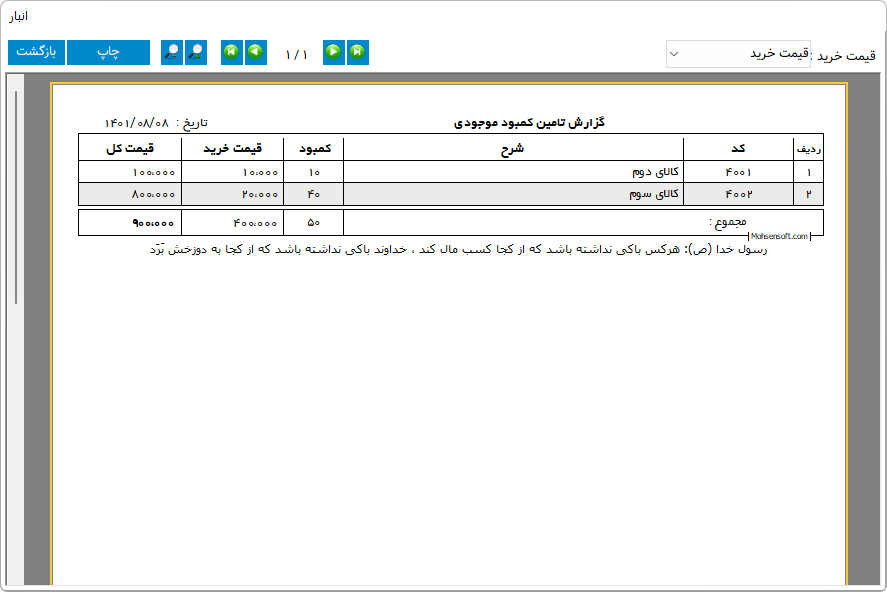 انبار
قیمت خرید : قیمت خرید ۱ / ۱ چاپ بازگشت
گزارش تامین کمبود موجودی تاریخ : ۱۴۰۱/۰۸/۰۸
ردیف کد شرح کمبود قیمت خرید قیمت کل
۱ ۴۰۰۱ کالای دوم ۱۰ ۱۰،۰۰۰ ۱۰۰،۰۰۰
۲ ۴۰۰۲ کالای سوم ۴۰ ۲۰،۰۰۰ ۸۰۰،۰۰۰
مجموع : ۵۰ ۴۰۰،۰۰۰ ۹۰۰،۰۰۰
Mohsensoft.com
رسول خدا (ص): هرکس باکی نداشته باشد که از کجا کسب مال کند ، خداوند باکی نداشته باشد که از کجا به دوزخش بَرَد